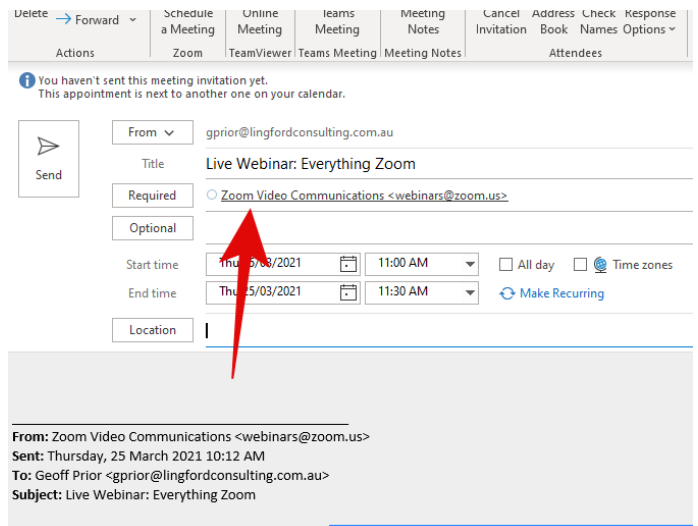 Delete → Forward Schedule Online Teams Meeting Cancel Address Check Response
a Meeting Meeting Meeting Notes Invitation Book Names Options
Actions Zoom TeamViewer Teams Meeting Meeting Notes Attendees
You haven't sent this meeting invitation yet.
This appointment is next to another one on your calendar.
From gprior@lingfordconsulting.com.au
Send
Title Live Webinar: Everything Zoom
Required Zoom Video Communications <webinars@zoom.us>
Optional
Start time Thu /03/2021 11:00 AM All day Time zones
End time Thu 25/03/2021 11:30 AM Make Recurring
Location
From: Zoom Video Communications <webinars@zoom.us>
Sent: Thursday, 25 March 2021 10:12 AM
To: Geoff Prior <gprior@lingfordconsulting.com.au>
Subject: Live Webinar: Everything Zoom